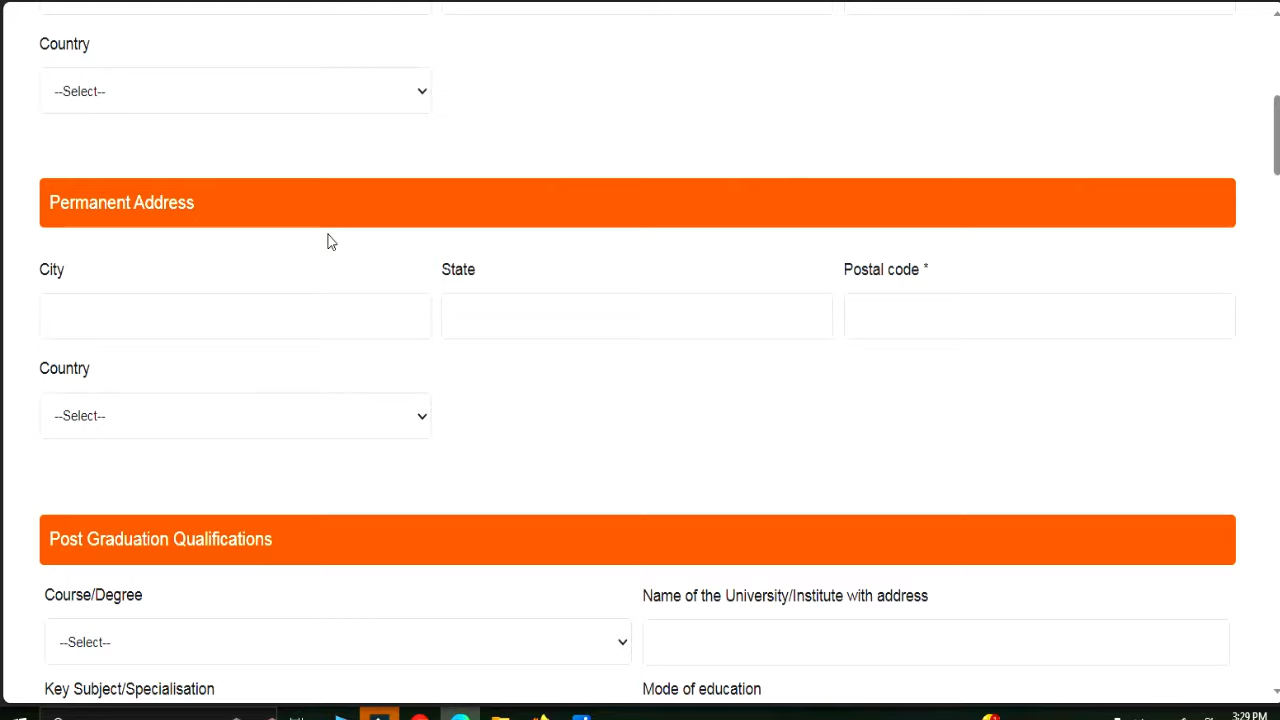 Country
--Select--
Permanent Address
City State Postal code *
Country
--Select--
Post Graduation Qualifications
Course/Degree Name of the University/Institute with address
--Select--
Key Subject/Specialisation Mode of education
3:29 PM